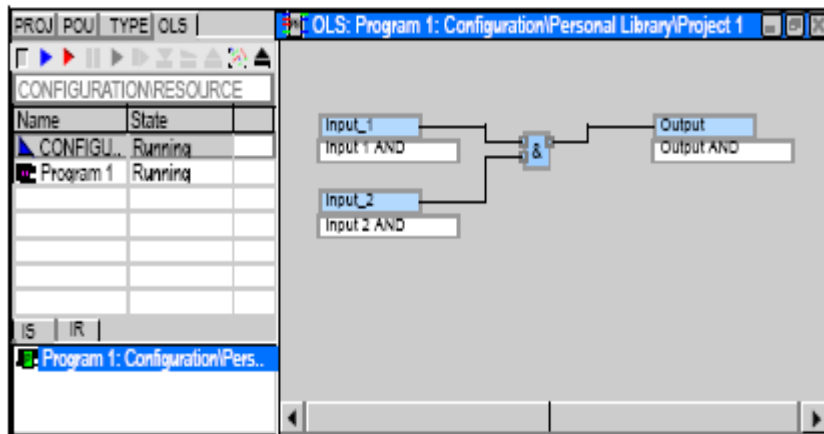 PROJ POU TYPE OLS
CONFIGURATION\RESOURCE
Name State
CONFIGU.. Running
Program 1 Running
IS IR
Program 1: Configuration\Pers..
OLS: Program 1: Configuration\Personal Library\Project 1
Input_1
Input 1 AND
&
Output
Output AND
Input_2
Input 2 AND